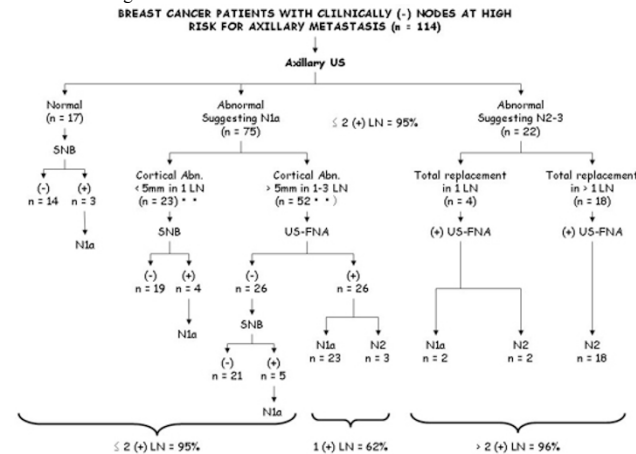 BREAST CANCER PATIENTS WITH CLILNICALLY (-) NODES AT HIGH
RISK FOR AXILLARY METASTASIS (n = 114)
Axillary US
Normal
(n = 17)
Abnormal
Suggesting N1a
(n = 75)
≤ 2 (+) LN = 95%
Abnormal
Suggesting N2-3
(n = 22)
SNB
(-)
n = 14
(+)
n = 3
N1a
Cortical Abn.
< 5mm in 1 LN
(n = 23) • •
SNB
(-)
n = 19
(+)
n = 4
N1a
Cortical Abn.
> 5mm in 1-3 LN
(n = 52 • • )
US-FNA
(-)
n = 26
(+)
n = 26
SNB
(-)
n = 21
(+)
n = 5
N1a
N1a
n = 23
N2
n = 3
Total replacement
in 1 LN
(n = 4)
(+) US-FNA
N1a
n = 2
N2
n = 2
Total replacement
in > 1 LN
(n = 18)
(+) US-FNA
N2
n = 18
≤ 2 (+) LN = 95%
1 (+) LN = 62%
> 2 (+) LN = 96%